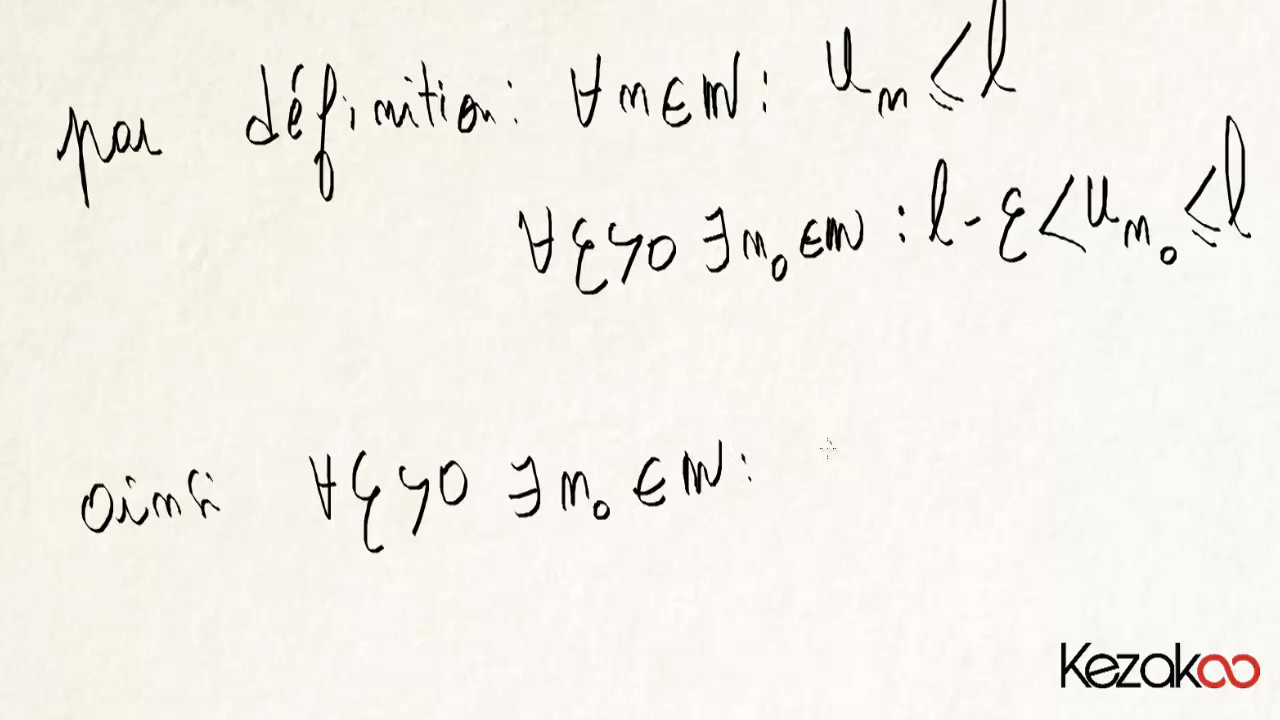 par définition : ∀n∈ℕ : uₙ ≤ l
∀ε>0 ∃n₀∈ℕ : l-ε < uₙ₀ ≤ l
ainsi ∀ε>0 ∃n₀∈ℕ :
Kezakoo